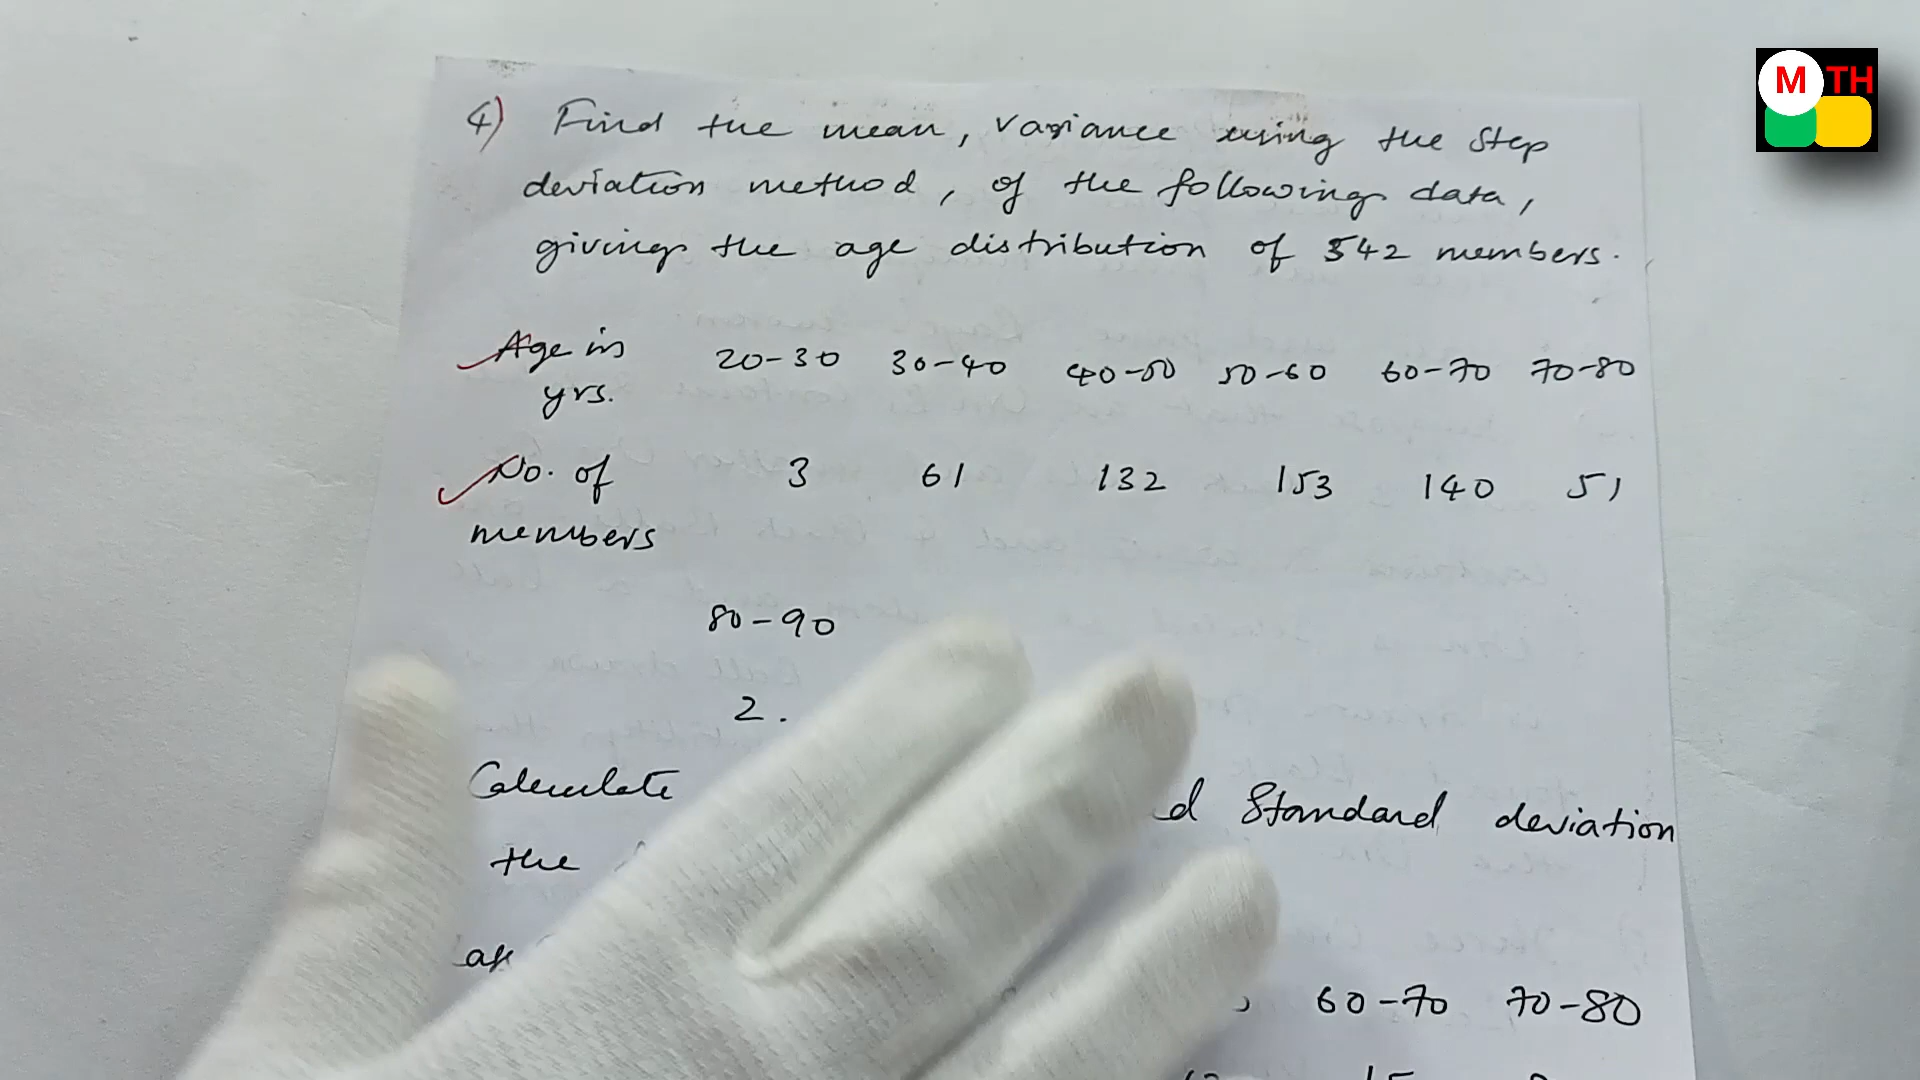 4) Find the mean, Variance using the Step
deviation method, of the following data,
giving the age distribution of 542 members.
Age in yrs. 20-30 30-40 40-50 50-60 60-70 70-80
No. of members 3 61 132 153 140 51
80-90
2.
Calculate d Standard deviation
the
60-70 70-80
M TH